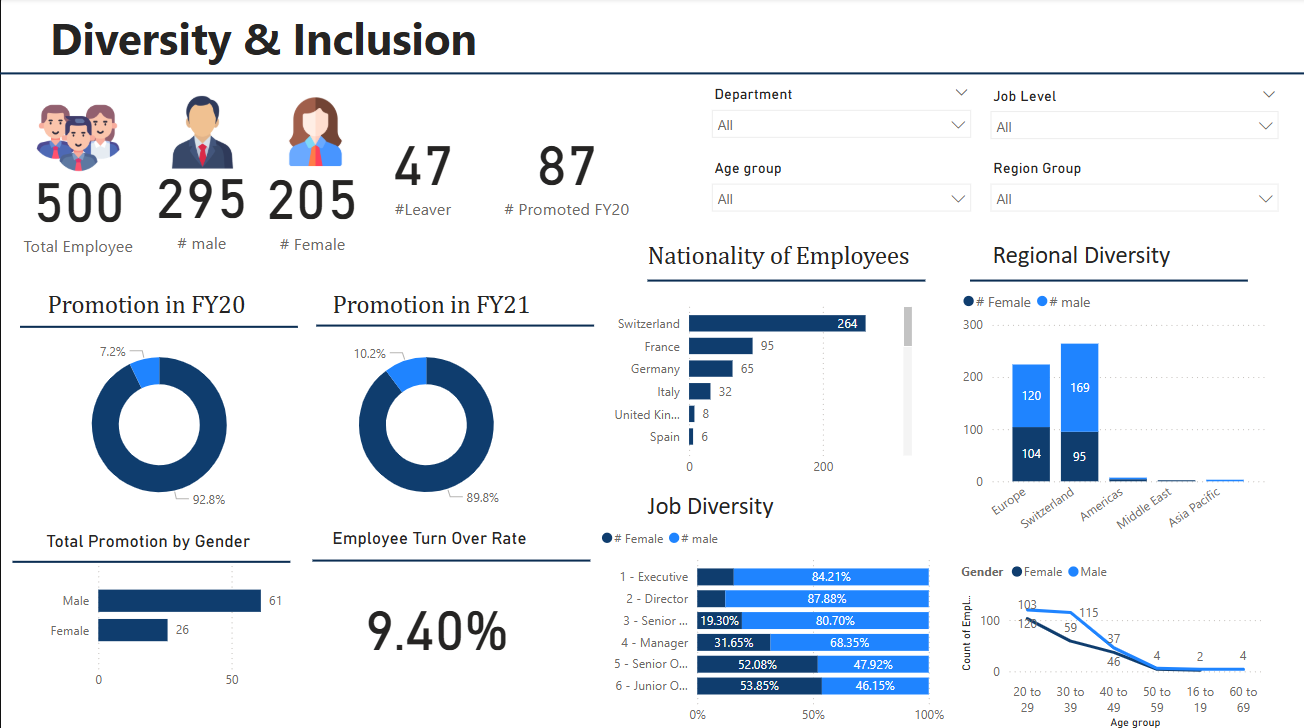 Diversity & Inclusion
500
Total Employee
295
# male
205
# Female
47
#Leaver
87
# Promoted FY20
Department
All
Job Level
All
Age group
All
Region Group
All
Promotion in FY20
7.2%
92.8%
Promotion in FY21
10.2%
89.8%
Nationality of Employees
Switzerland 264
France 95
Germany 65
Italy 32
United Kin... 8
Spain 6
0 200
Regional Diversity
# Female # male
300
200
100
0
120
104
169
95
Europe
Switzerland
Americas
Middle East
Asia Pacific
Total Promotion by Gender
Male 61
Female 26
0 50
Employee Turn Over Rate
9.40%
Job Diversity
# Female # male
1 - Executive 84.21%
2 - Director 87.88%
3 - Senior ... 19.30% 80.70%
4 - Manager 31.65% 68.35%
5 - Senior O... 52.08% 47.92%
6 - Junior O... 53.85% 46.15%
0% 50% 100%
Gender Female Male
Count of Empl...
100
0
103
120
59
115
37
46
4
2
4
20 to 29
30 to 39
40 to 49
50 to 59
16 to 19
60 to 69
Age group